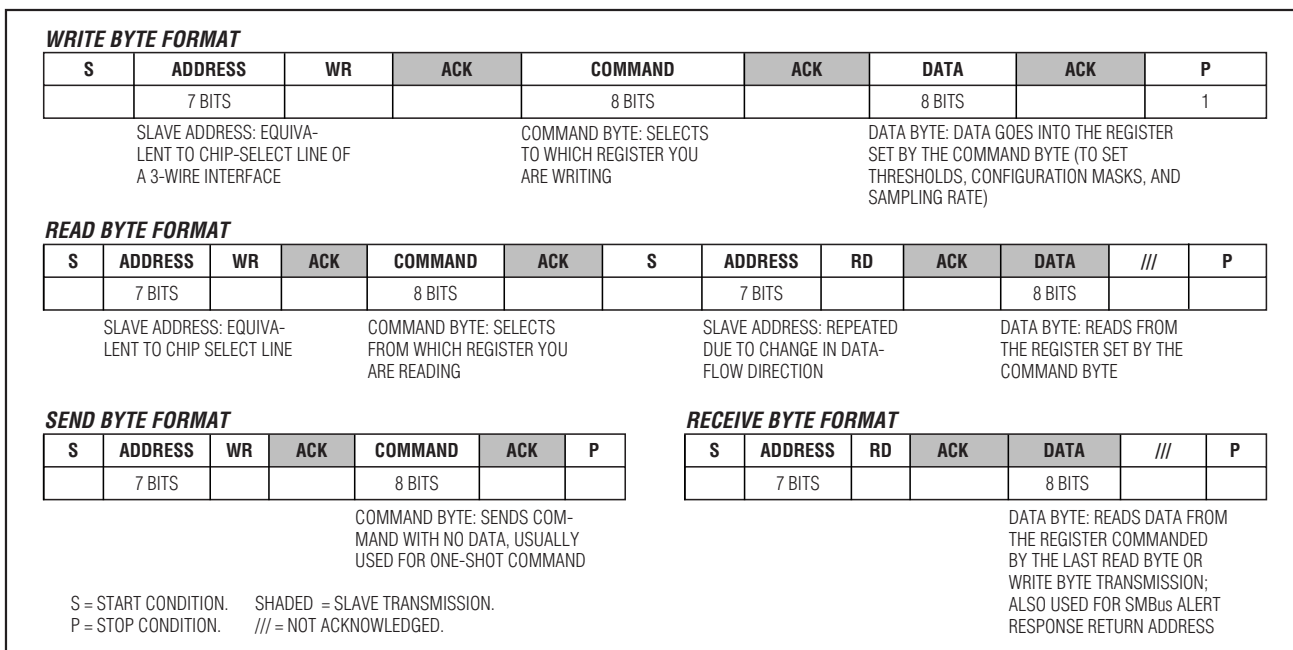 WRITE BYTE FORMAT
S ADDRESS WR ACK COMMAND ACK DATA ACK P
7 BITS 8 BITS 8 BITS 1
SLAVE ADDRESS: EQUIVA-
LENT TO CHIP-SELECT LINE OF
A 3-WIRE INTERFACE
COMMAND BYTE: SELECTS
TO WHICH REGISTER YOU
ARE WRITING
DATA BYTE: DATA GOES INTO THE REGISTER
SET BY THE COMMAND BYTE (TO SET
THRESHOLDS, CONFIGURATION MASKS, AND
SAMPLING RATE)
READ BYTE FORMAT
S ADDRESS WR ACK COMMAND ACK S ADDRESS RD ACK DATA /// P
7 BITS 8 BITS 7 BITS 8 BITS
SLAVE ADDRESS: EQUIVA-
LENT TO CHIP SELECT LINE
COMMAND BYTE: SELECTS
FROM WHICH REGISTER YOU
ARE READING
SLAVE ADDRESS: REPEATED
DUE TO CHANGE IN DATA-
FLOW DIRECTION
DATA BYTE: READS FROM
THE REGISTER SET BY THE
COMMAND BYTE
SEND BYTE FORMAT
S ADDRESS WR ACK COMMAND ACK P
7 BITS 8 BITS
COMMAND BYTE: SENDS COM-
MAND WITH NO DATA, USUALLY
USED FOR ONE-SHOT COMMAND
RECEIVE BYTE FORMAT
S ADDRESS RD ACK DATA /// P
7 BITS 8 BITS
DATA BYTE: READS DATA FROM
THE REGISTER COMMANDED
BY THE LAST READ BYTE OR
WRITE BYTE TRANSMISSION;
ALSO USED FOR SMBus ALERT
RESPONSE RETURN ADDRESS
S = START CONDITION. SHADED = SLAVE TRANSMISSION.
P = STOP CONDITION. /// = NOT ACKNOWLEDGED.